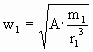 w₁ = √(A · m₁ / r₁³)